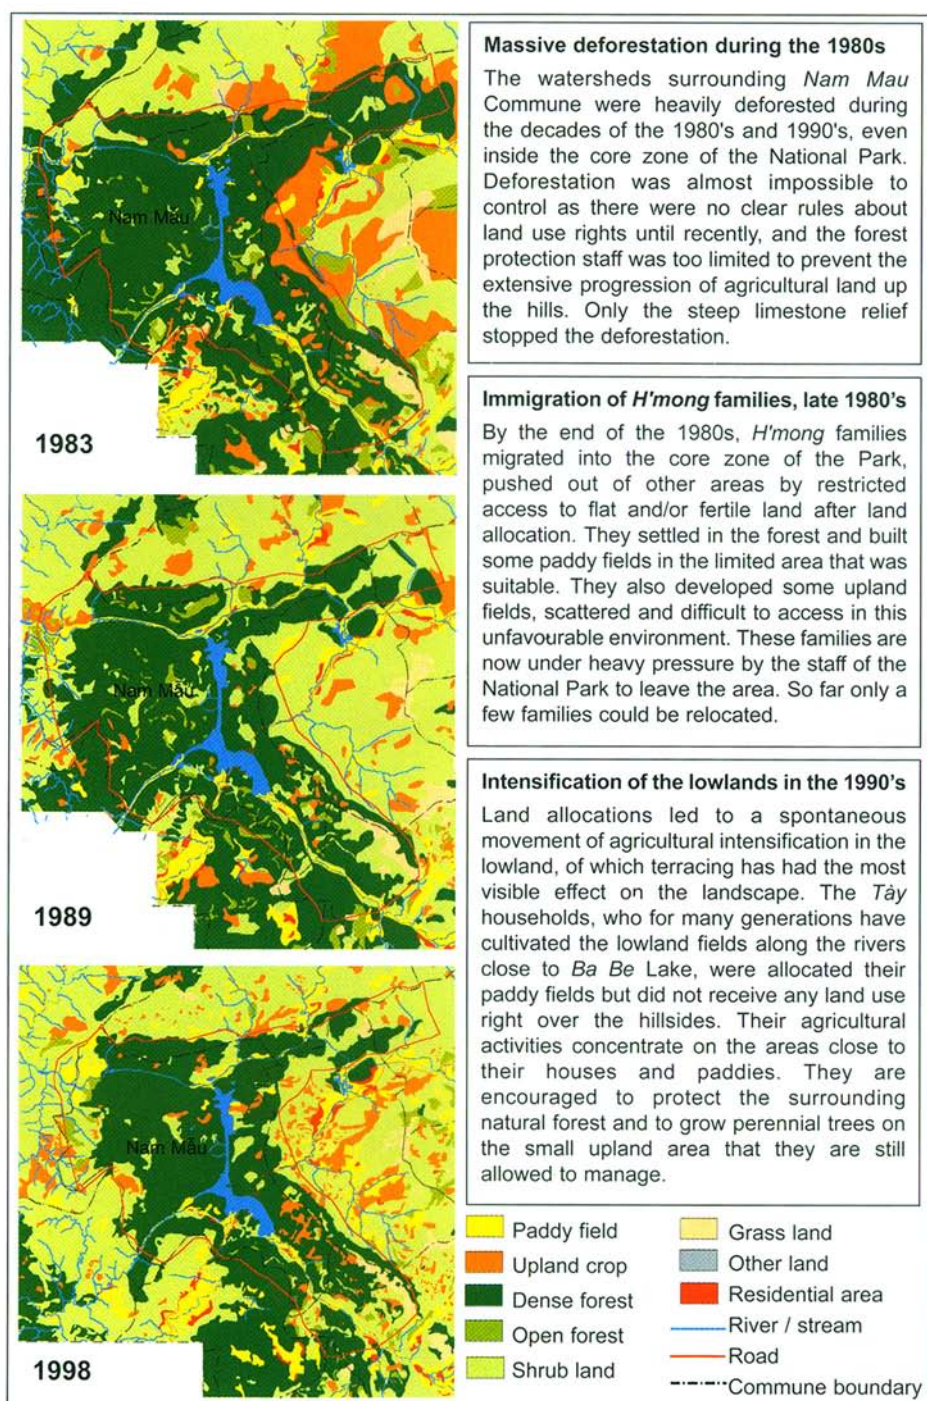 Nam Mẫu
1983
Nam Mẫu
1989
Nam Mẫu
1998
Massive deforestation during the 1980s
The watersheds surrounding Nam Mau
Commune were heavily deforested during
the decades of the 1980's and 1990's, even
inside the core zone of the National Park.
Deforestation was almost impossible to
control as there were no clear rules about
land use rights until recently, and the forest
protection staff was too limited to prevent the
extensive progression of agricultural land up
the hills. Only the steep limestone relief
stopped the deforestation.
Immigration of H'mong families, late 1980's
By the end of the 1980s, H'mong families
migrated into the core zone of the Park,
pushed out of other areas by restricted
access to flat and/or fertile land after land
allocation. They settled in the forest and built
some paddy fields in the limited area that was
suitable. They also developed some upland
fields, scattered and difficult to access in this
unfavourable environment. These families are
now under heavy pressure by the staff of the
National Park to leave the area. So far only a
few families could be relocated.
Intensification of the lowlands in the 1990's
Land allocations led to a spontaneous
movement of agricultural intensification in the
lowland, of which terracing has had the most
visible effect on the landscape. The Tày
households, who for many generations have
cultivated the lowland fields along the rivers
close to Ba Be Lake, were allocated their
paddy fields but did not receive any land use
right over the hillsides. Their agricultural
activities concentrate on the areas close to
their houses and paddies. They are
encouraged to protect the surrounding
natural forest and to grow perennial trees on
the small upland area that they are still
allowed to manage.
Paddy field
Upland crop
Dense forest
Open forest
Shrub land
Grass land
Other land
Residential area
River / stream
Road
Commune boundary